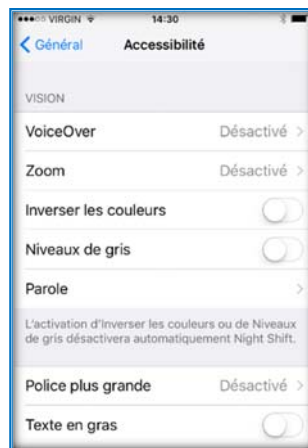 VIRGIN 14:30
Général Accessibilité
VISION
VoiceOver Désactivé
Zoom Désactivé
Inverser les couleurs
Niveaux de gris
Parole
L'activation d'Inverser les couleurs ou de Niveaux
de gris désactivera automatiquement Night Shift.
Police plus grande Désactivé
Texte en gras